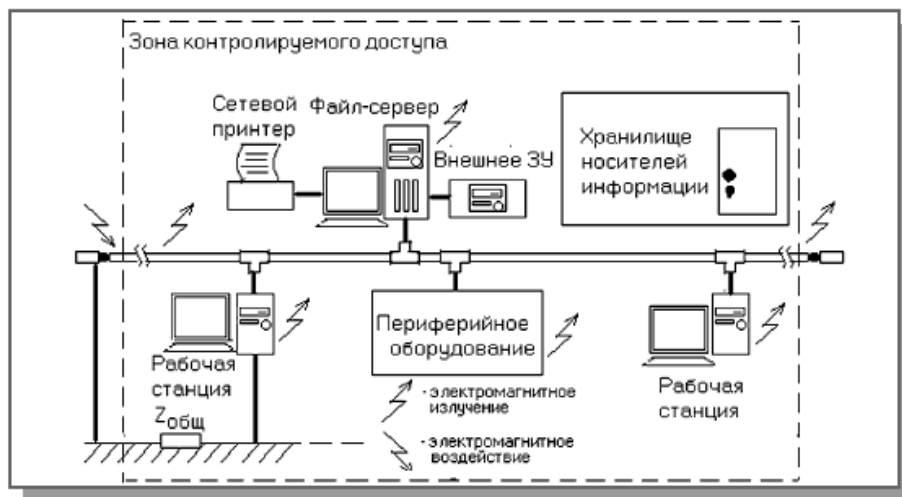 Зона контролируемого доступа
Сетевой
принтер
Файл-сервер
Внешнее ЗУ
Хранилище
носителей
информации
Рабочая
станция
Периферийное
оборудование
Рабочая
станция
Zобщ
- электромагнитное
излучение
- электромагнитное
воздействие